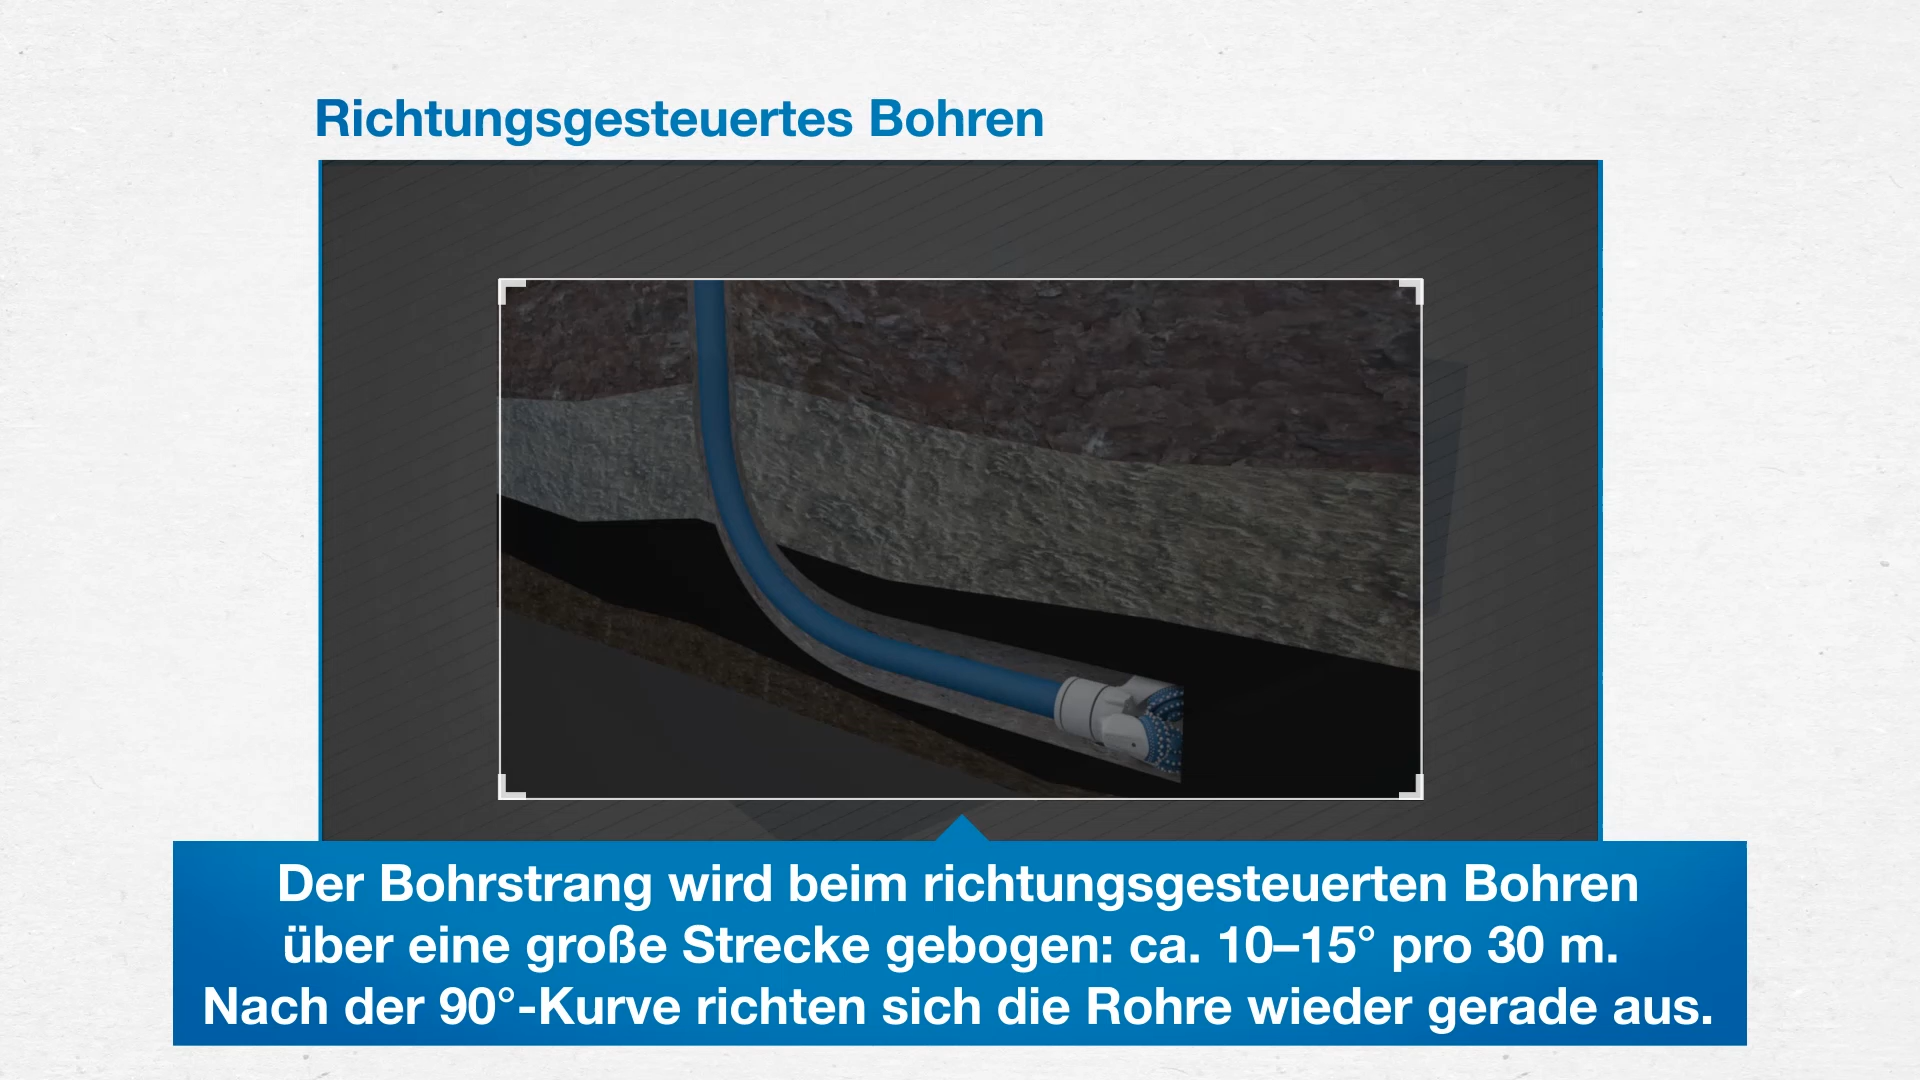 Richtungsgesteuertes Bohren
Der Bohrstrang wird beim richtungsgesteuerten Bohren
über eine große Strecke gebogen: ca. 10–15° pro 30 m.
Nach der 90°-Kurve richten sich die Rohre wieder gerade aus.